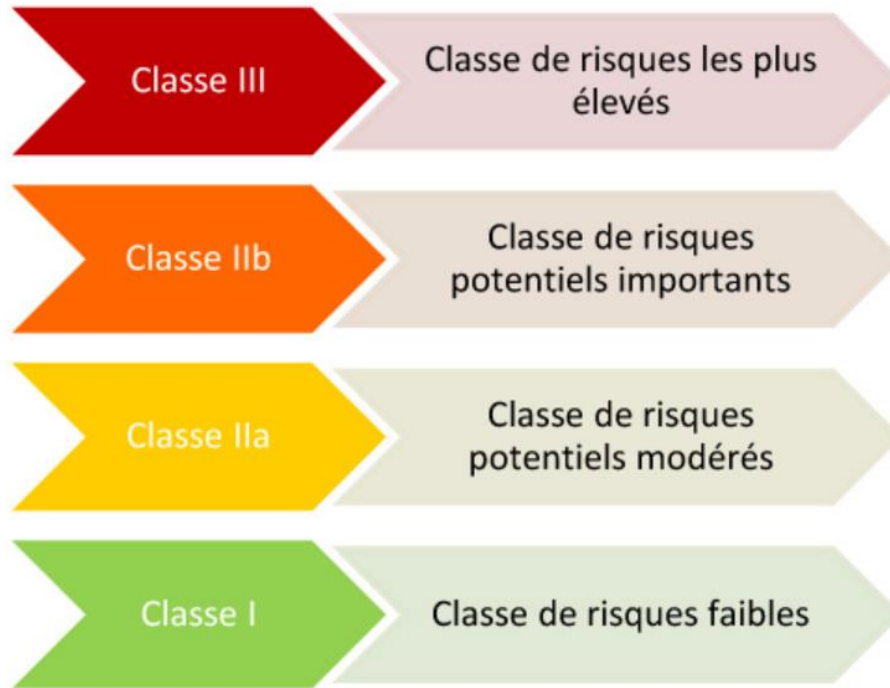 Classe III
Classe de risques les plus
élevés
Classe IIb
Classe de risques
potentiels importants
Classe IIa
Classe de risques
potentiels modérés
Classe I
Classe de risques faibles